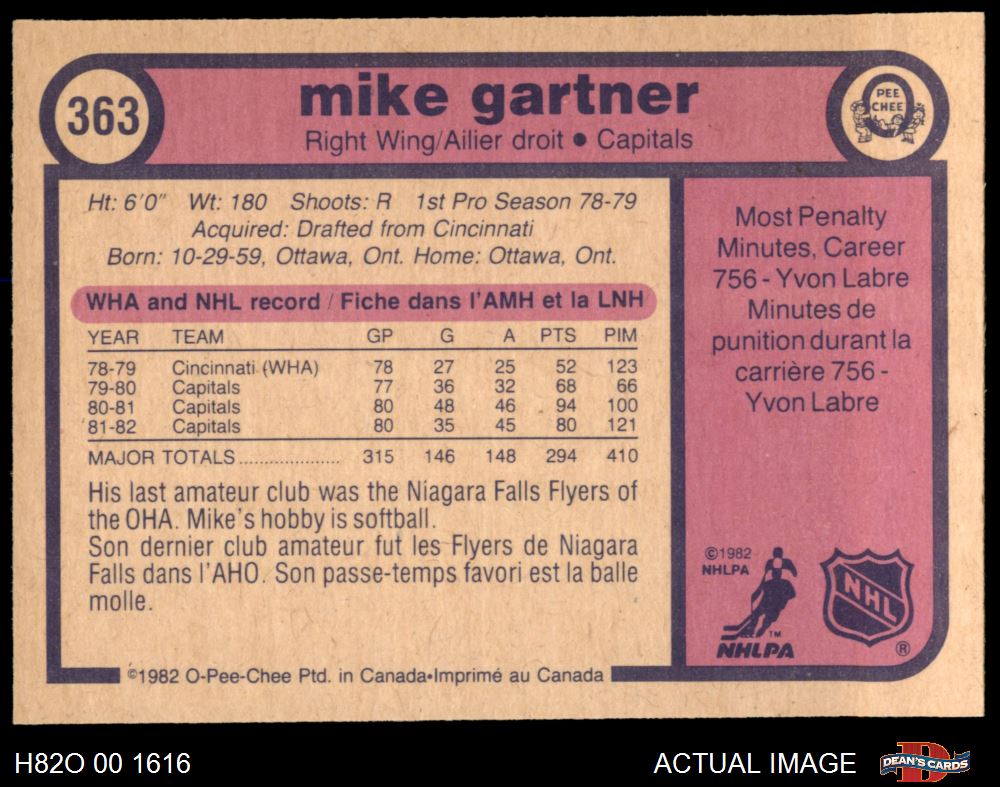 363
mike gartner
Right Wing/Ailier droit • Capitals
PEE
CHEE
Ht: 6'0" Wt: 180 Shoots: R 1st Pro Season 78-79
Acquired: Drafted from Cincinnati
Born: 10-29-59, Ottawa, Ont. Home: Ottawa, Ont.
WHA and NHL record / Fiche dans l'AMH et la LNH
YEAR TEAM GP G A PTS PIM
78-79 Cincinnati (WHA) 78 27 25 52 123
79-80 Capitals 77 36 32 68 66
80-81 Capitals 80 48 46 94 100
81-82 Capitals 80 35 45 80 121
MAJOR TOTALS.................... 315 146 148 294 410
His last amateur club was the Niagara Falls Flyers of
the OHA. Mike's hobby is softball.
Son dernier club amateur fut les Flyers de Niagara
Falls dans l'AHO. Son passe-temps favori est la balle
molle.
©1982 O-Pee-Chee Ptd. in Canada•Imprimé au Canada
Most Penalty
Minutes, Career
756 - Yvon Labre
Minutes de
punition durant la
carrière 756 -
Yvon Labre
©1982
NHLPA
TM
NHLPA
NHL
®
H82O 00 1616
ACTUAL IMAGE
D
DEAN'S CARDS